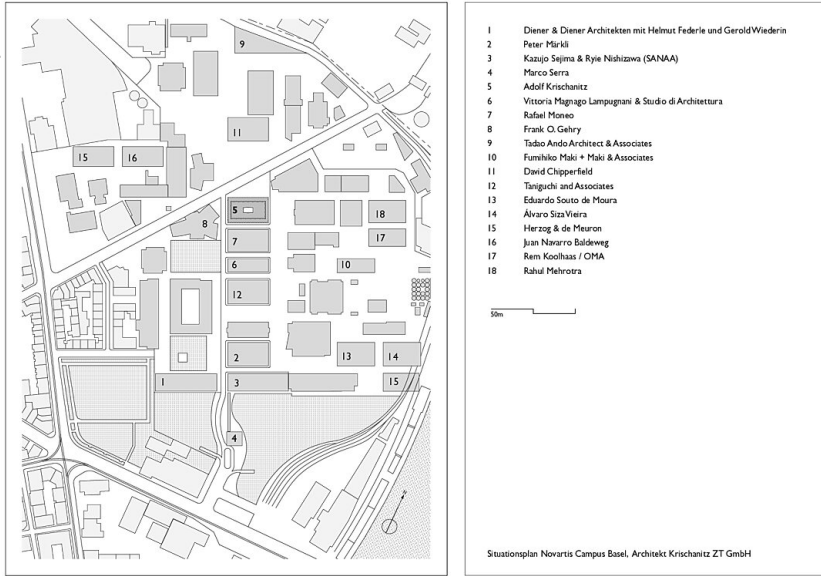 9
11
15 16
5
18
8
7
17
6
10
12
2
13
14
1
3
15
4
N
1 Diener & Diener Architekten mit Helmut Federle und Gerold Wiederin
2 Peter Märkli
3 Kazujo Sejima & Ryie Nishizawa (SANAA)
4 Marco Serra
5 Adolf Krischanitz
6 Vittoria Magnago Lampugnani & Studio di Architettura
7 Rafael Moneo
8 Frank O. Gehry
9 Tadao Ando Architect & Associates
10 Fumihiko Maki + Maki & Associates
11 David Chipperfield
12 Taniguchi and Associates
13 Eduardo Souto de Moura
14 Álvaro Siza Vieira
15 Herzog & de Meuron
16 Juan Navarro Baldeweg
17 Rem Koolhaas / OMA
18 Rahul Mehrotra
50m
Situationsplan Novartis Campus Basel, Architekt Krischanitz ZT GmbH